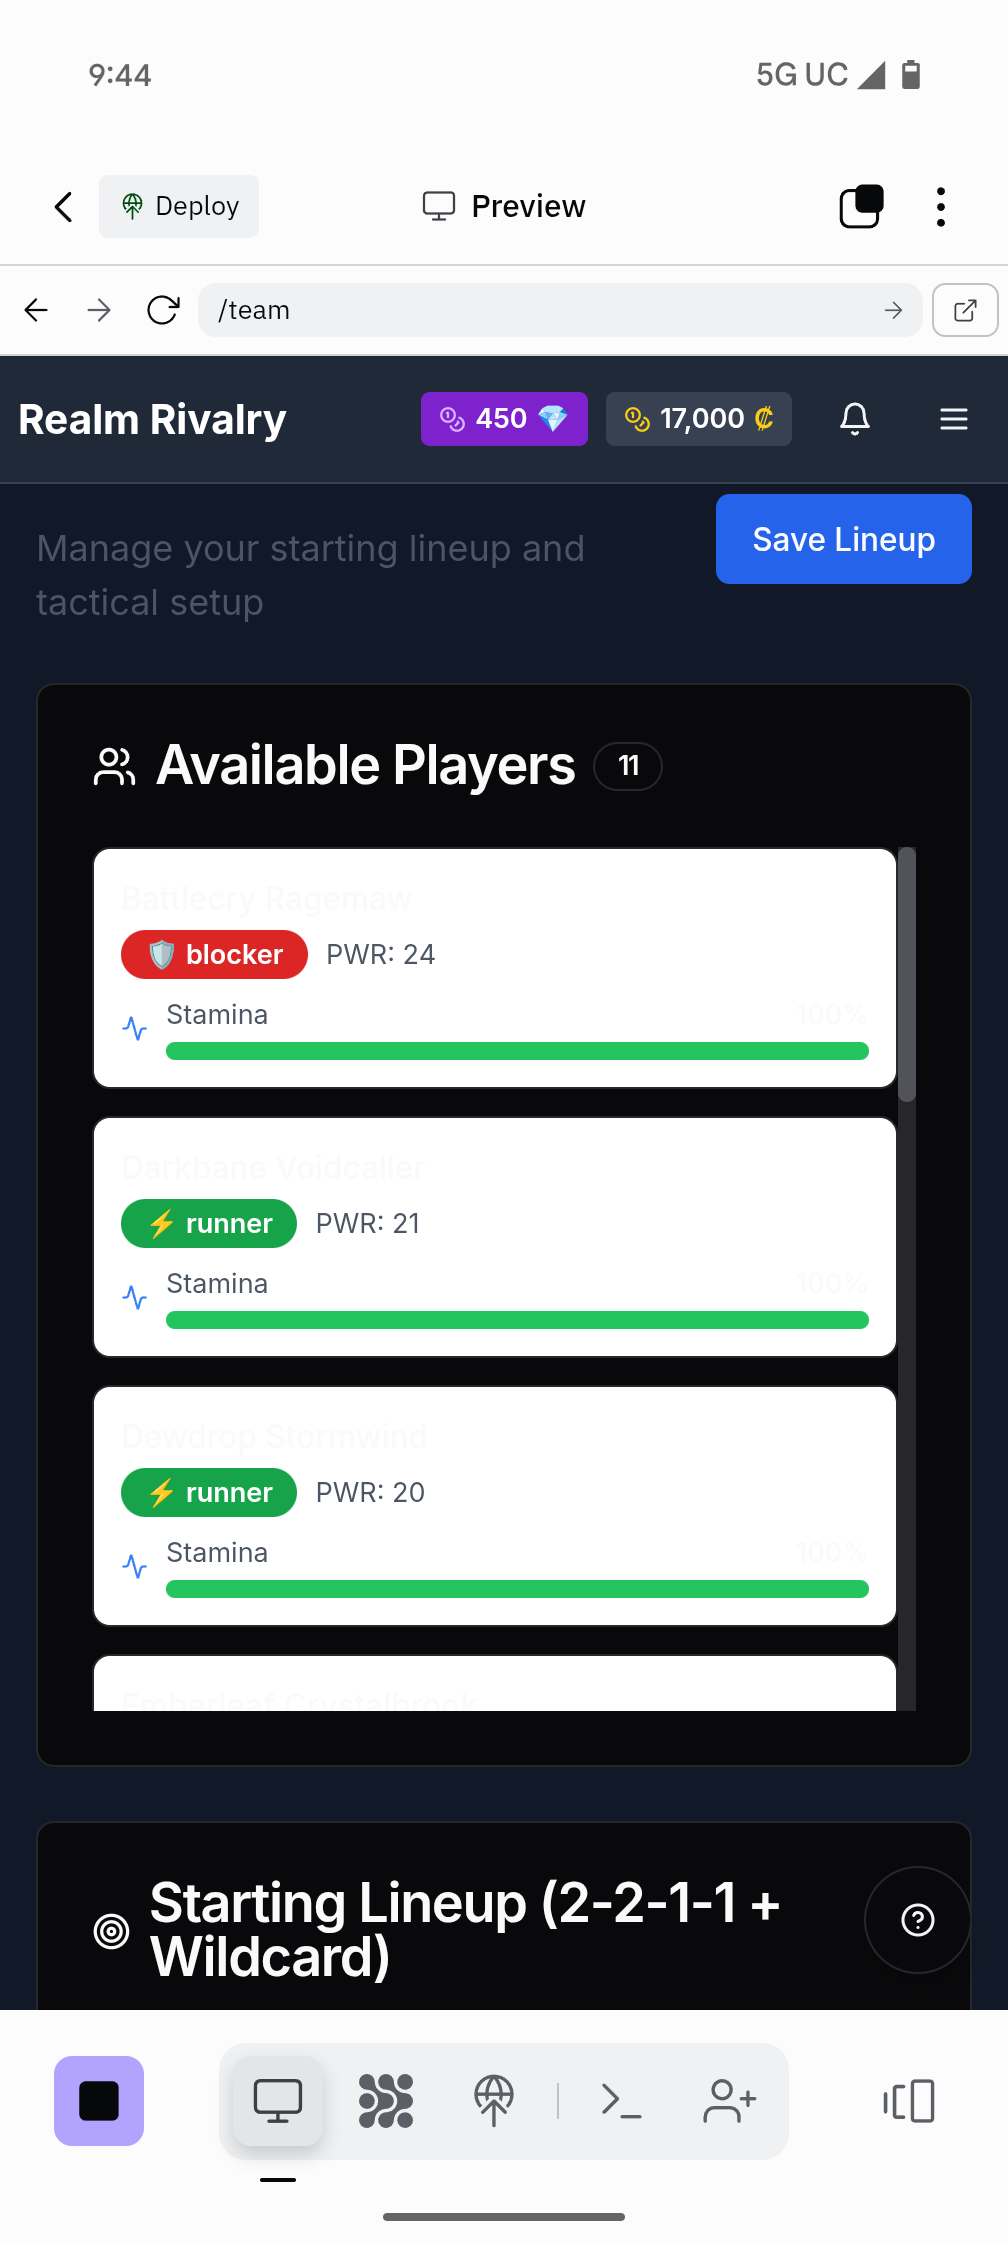 9:44
5G UC
Deploy
Preview
/team
Realm Rivalry
450 💎
17,000 ₡
Manage your starting lineup and
tactical setup
Save Lineup
Available Players
11
Battlecry Ragemaw
🛡️ blocker
PWR: 24
Stamina
100%
Darkbane Voidcaller
⚡ runner
PWR: 21
Stamina
100%
Dewdrop Stormwind
⚡ runner
PWR: 20
Stamina
100%
Emberleaf Crystalbrook
Starting Lineup (2-2-1-1 +
Wildcard)